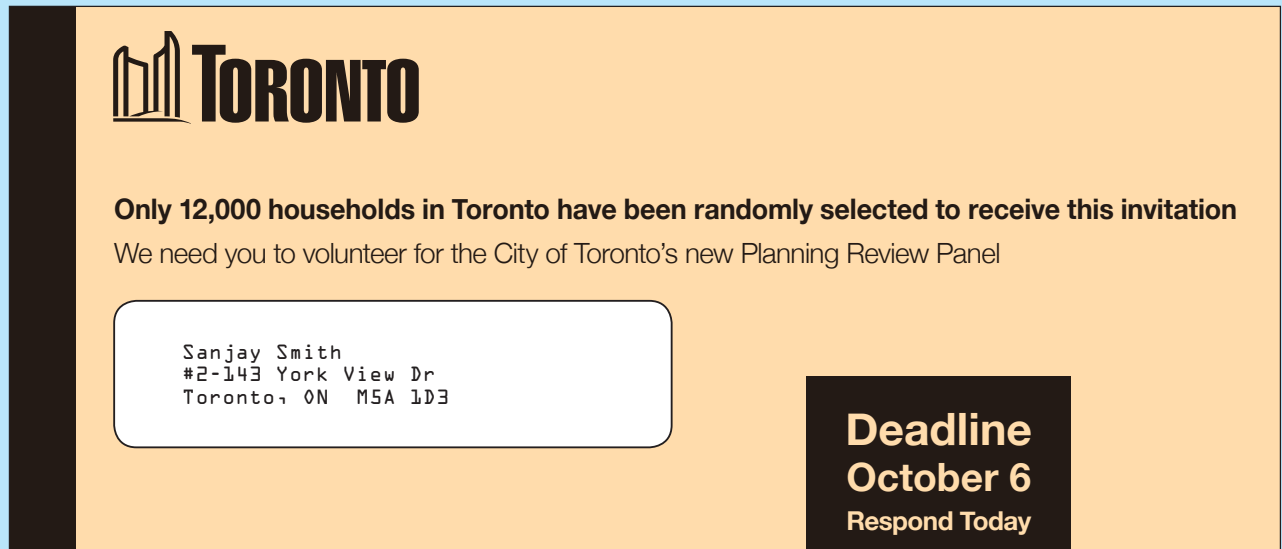 TORONTO
Only 12,000 households in Toronto have been randomly selected to receive this invitation
We need you to volunteer for the City of Toronto’s new Planning Review Panel
Sanjay Smith
#2-143 York View Dr
Toronto, ON  M5A 1D3
Deadline
October 6
Respond Today